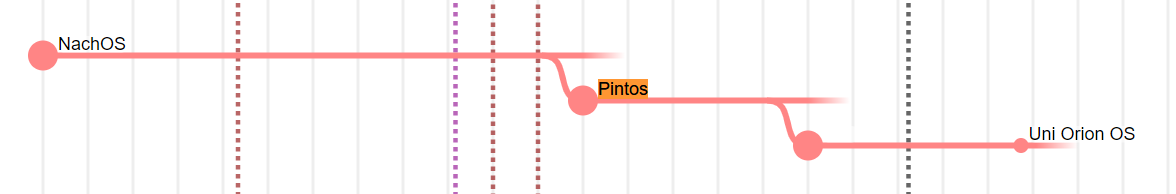 NachOS
Pintos
Uni Orion OS